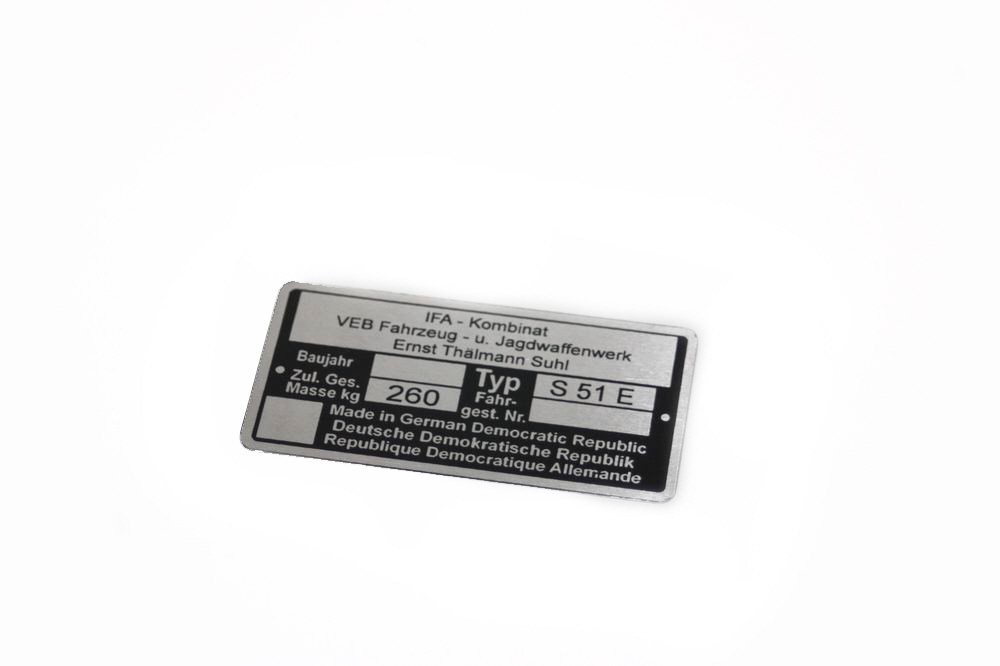 IFA - Kombinat
VEB Fahrzeug - u. Jagdwaffenwerk
Ernst Thälmann Suhl
Baujahr
Zul. Ges.
Masse kg
260
Typ
S 51 E
Fahr-
gest. Nr.
Made in German Democratic Republic
Deutsche Demokratische Republik
Republique Democratique Allemande